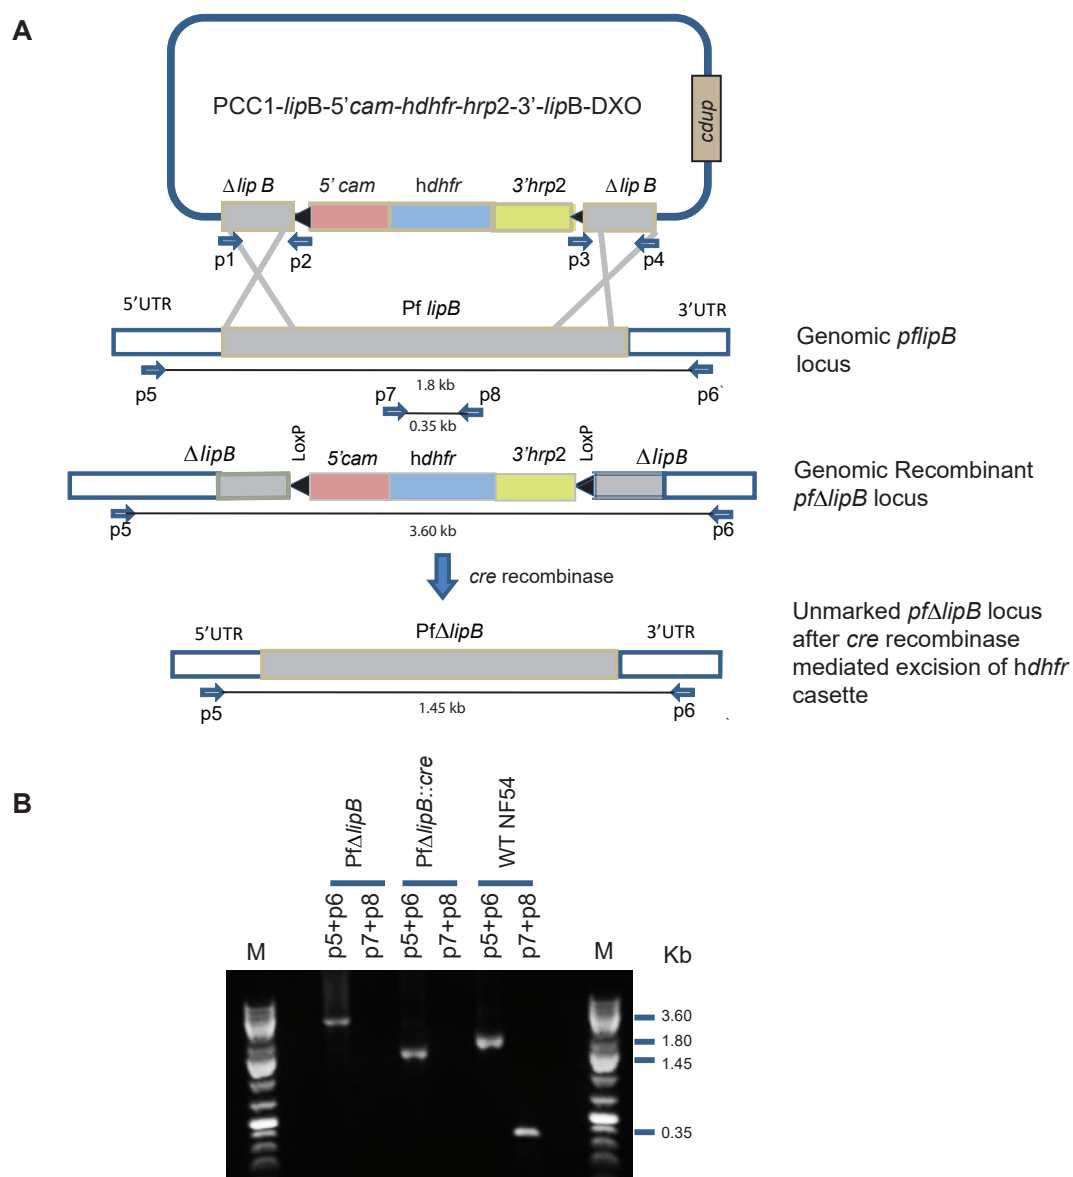 A
PCC1-lipB-5'cam-hdhfr-hrp2-3'-lipB-DXO
cdup
Δlip B
5' cam
hdhfr
3'hrp2
Δlip B
p1
p2
p3
p4
5'UTR
Pf lipB
3'UTR
Genomic pflipB
locus
p5
1.8 kb
p6`
p7
p8
0.35 kb
ΔlipB
LoxP
5'cam
hdhfr
3'hrp2
LoxP
ΔlipB
Genomic Recombinant
pfΔlipB locus
p5
3.60 kb
p6
cre recombinase
5'UTR
PfΔlipB
3'UTR
Unmarked pfΔlipB locus
after cre recombinase
mediated excision of hdhfr
casette
p5
1.45 kb
p6
B
PfΔlipB
PfΔlipB::cre
WT NF54
p5+p6
p7+p8
p5+p6
p7+p8
p5+p6
p7+p8
M
M
Kb
3.60
1.80
1.45
0.35